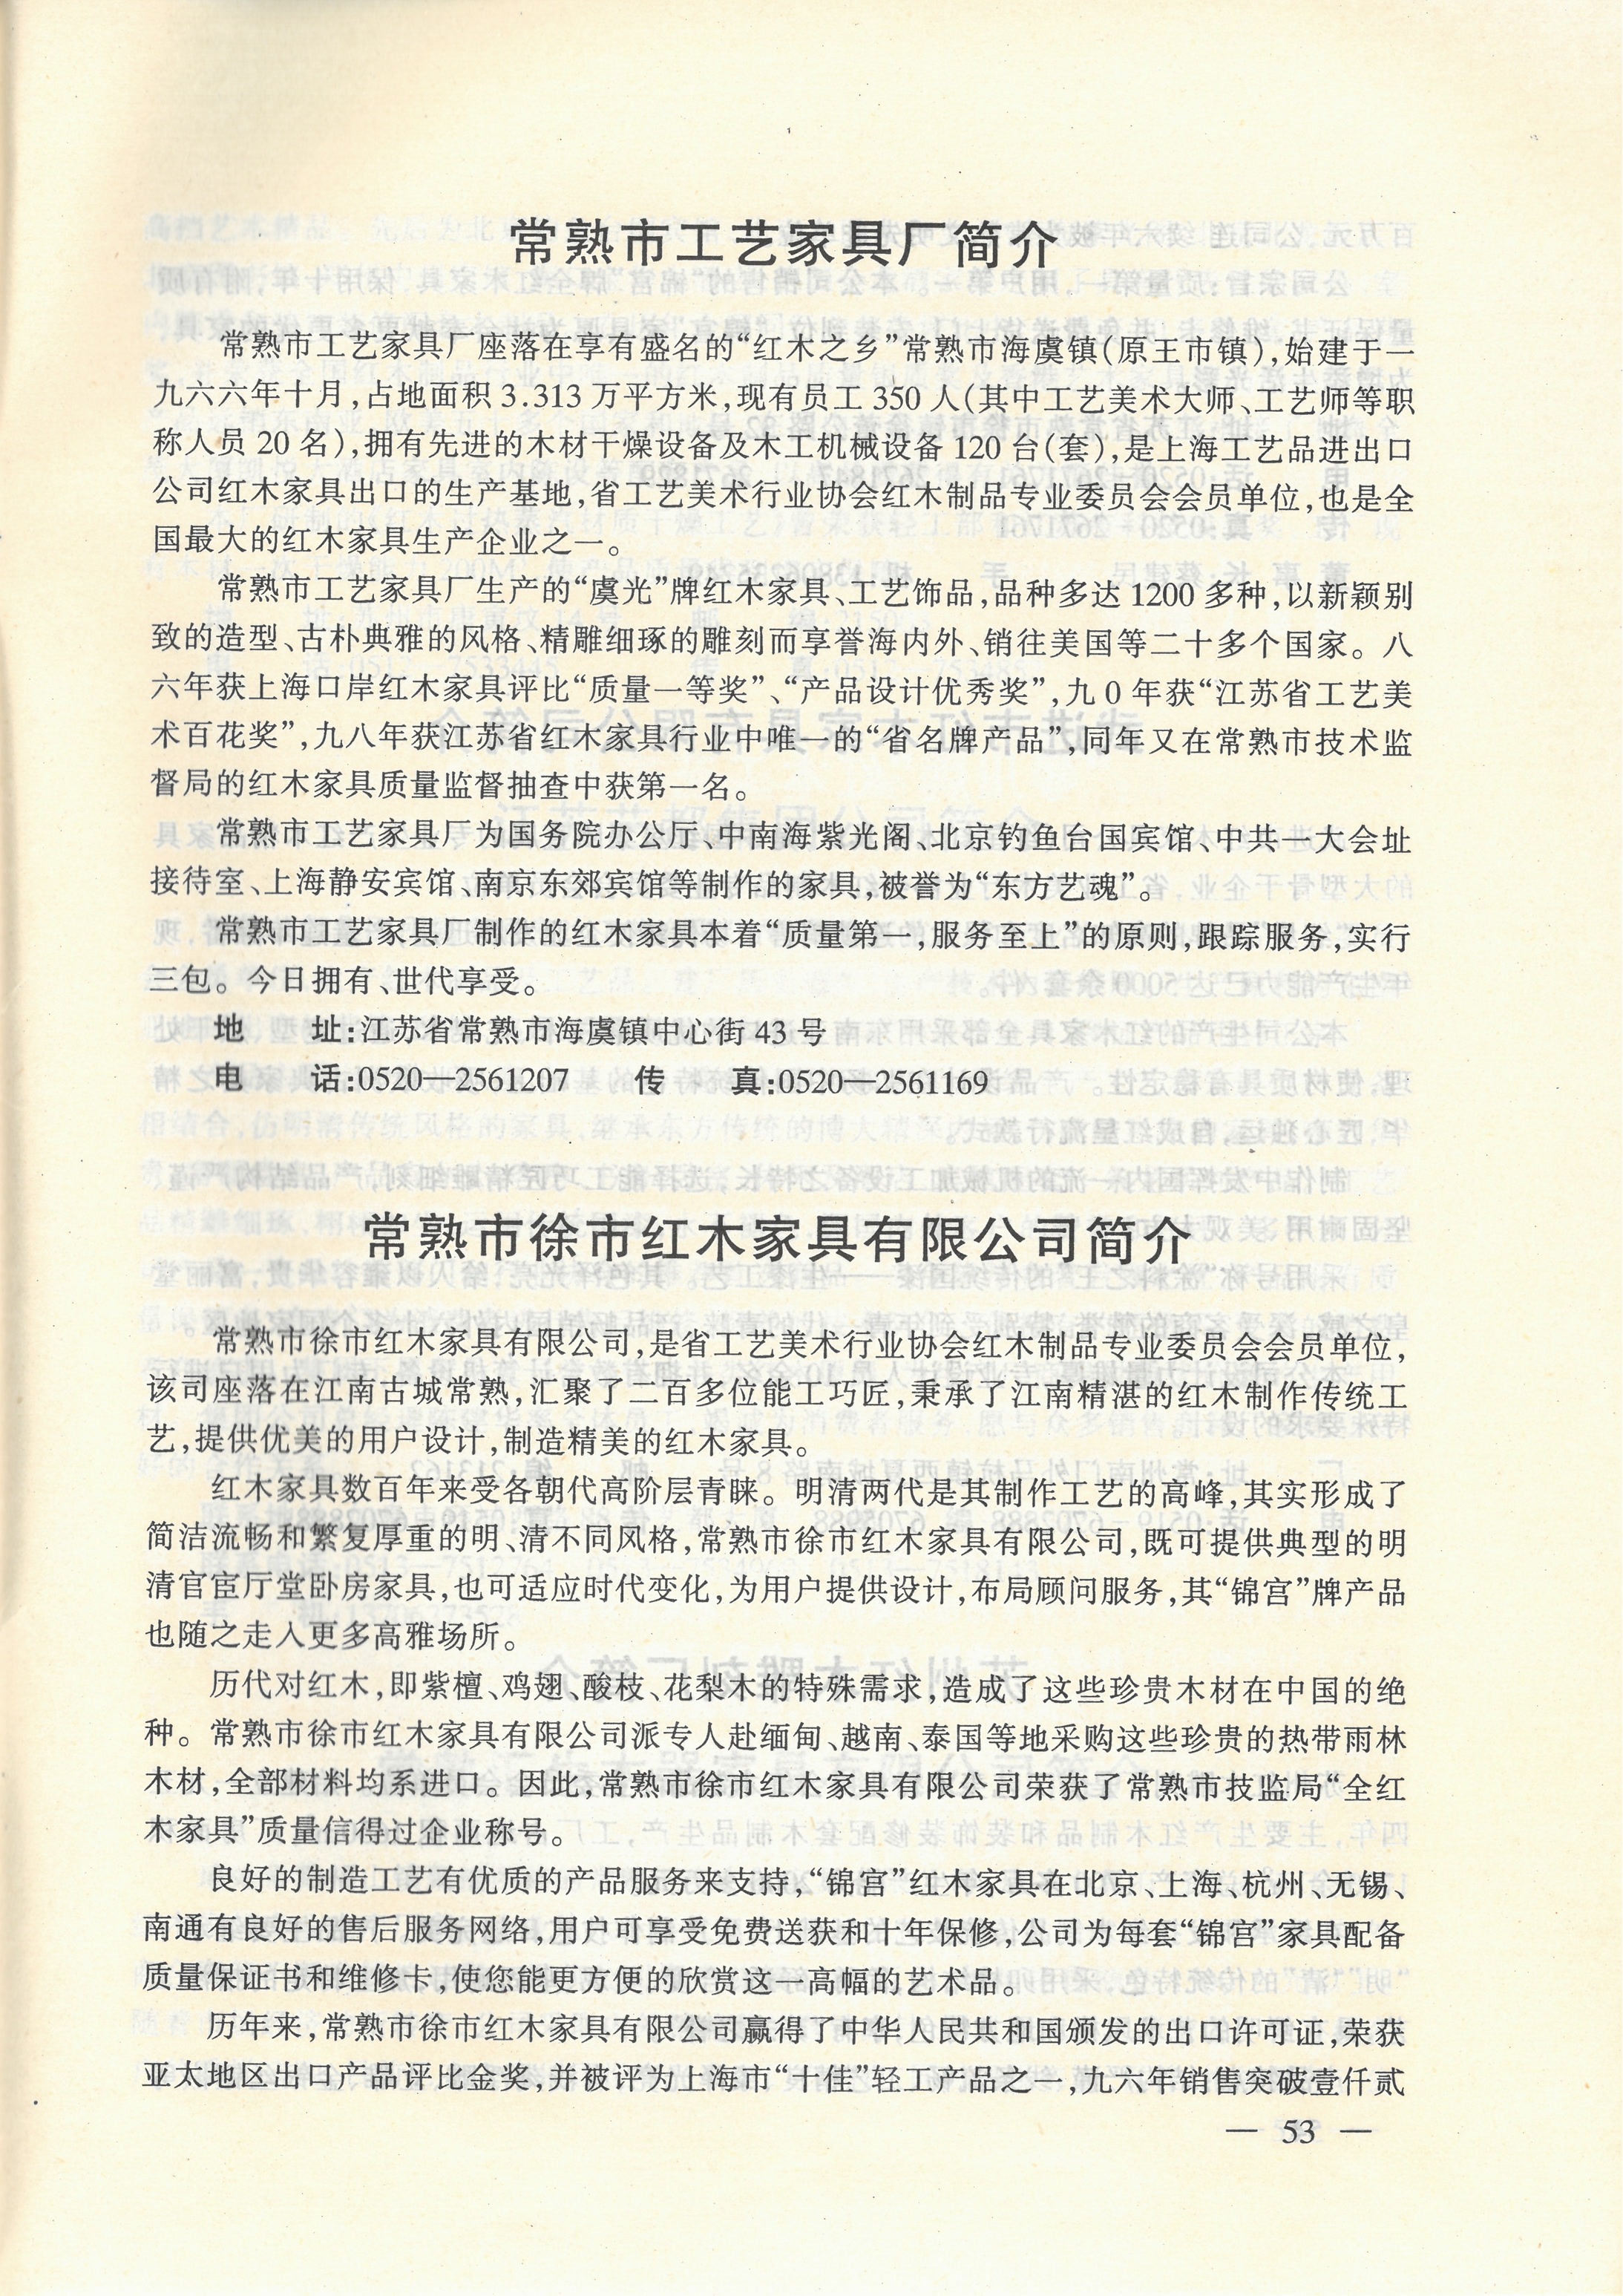 常熟市工艺家具厂简介
常熟市工艺家具厂座落在享有盛名的“红木之乡”常熟市海虞镇(原王市镇),始建于一
九六六年十月,占地面积 3.313 万平方米,现有员工 350 人(其中工艺美术大师、工艺师等职
称人员 20 名),拥有先进的木材干燥设备及木工机械设备 120 台(套),是上海工艺品进出口
公司红木家具出口的生产基地,省工艺美术行业协会红木制品专业委员会会员单位,也是全
国最大的红木家具生产企业之一。
常熟市工艺家具厂生产的“虞光”牌红木家具、工艺饰品,品种多达 1200 多种,以新颖别
致的造型、古朴典雅的风格、精雕细琢的雕刻而享誉海内外、销往美国等二十多个国家。八
六年获上海口岸红木家具评比“质量一等奖”、“产品设计优秀奖”,九 0 年获“江苏省工艺美
术百花奖”,九八年获江苏省红木家具行业中唯一的“省名牌产品”,同年又在常熟市技术监
督局的红木家具质量监督抽查中获第一名。
常熟市工艺家具厂为国务院办公厅、中南海紫光阁、北京钓鱼台国宾馆、中共一大会址
接待室、上海静安宾馆、南京东郊宾馆等制作的家具,被誉为“东方艺魂”。
常熟市工艺家具厂制作的红木家具本着“质量第一,服务至上”的原则,跟踪服务,实行
三包。今日拥有、世代享受。
地 址:江苏省常熟市海虞镇中心街 43 号
电 话:0520—2561207 传 真:0520—2561169
常熟市徐市红木家具有限公司简介
常熟市徐市红木家具有限公司,是省工艺美术行业协会红木制品专业委员会会员单位,
该司座落在江南古城常熟,汇聚了二百多位能工巧匠,秉承了江南精湛的红木制作传统工
艺,提供优美的用户设计,制造精美的红木家具。
红木家具数百年来受各朝代高阶层青睐。明清两代是其制作工艺的高峰,其实形成了
简洁流畅和繁复厚重的明、清不同风格,常熟市徐市红木家具有限公司,既可提供典型的明
清官宦厅堂卧房家具,也可适应时代变化,为用户提供设计,布局顾问服务,其“锦宫”牌产品
也随之走入更多高雅场所。
历代对红木,即紫檀、鸡翅、酸枝、花梨木的特殊需求,造成了这些珍贵木材在中国的绝
种。常熟市徐市红木家具有限公司派专人赴缅甸、越南、泰国等地采购这些珍贵的热带雨林
木材,全部材料均系进口。因此,常熟市徐市红木家具有限公司荣获了常熟市技监局“全红
木家具”质量信得过企业称号。
良好的制造工艺有优质的产品服务来支持,“锦宫”红木家具在北京、上海、杭州、无锡、
南通有良好的售后服务网络,用户可享受免费送获和十年保修,公司为每套“锦宫”家具配备
质量保证书和维修卡,使您能更方便的欣赏这一高幅的艺术品。
历年来,常熟市徐市红木家具有限公司赢得了中华人民共和国颁发的出口许可证,荣获
亚太地区出口产品评比金奖,并被评为上海市“十佳”轻工产品之一,九六年销售突破壹仟贰
— 53 —